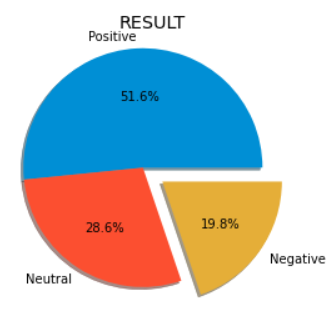 RESULT
Positive
51.6%
28.6%
19.8%
Neutral
Negative